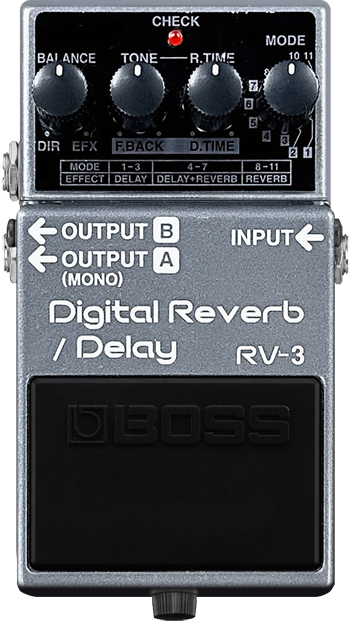 CHECK
BALANCE TONE R.TIME MODE
10 11
7
6
5
4 3
2 1
DIR EFX F.BACK D.TIME
MODE 1-3 4-7 8-11
EFFECT DELAY DELAY+REVERB REVERB
OUTPUT B INPUT
OUTPUT A
(MONO)
Digital Reverb
/ Delay RV-3
BOSS